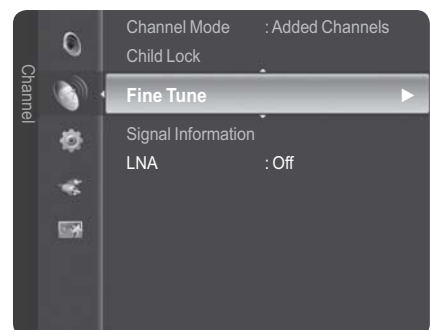 Channel
Channel Mode : Added Channels
Child Lock
Fine Tune ►
Signal Information
LNA : Off